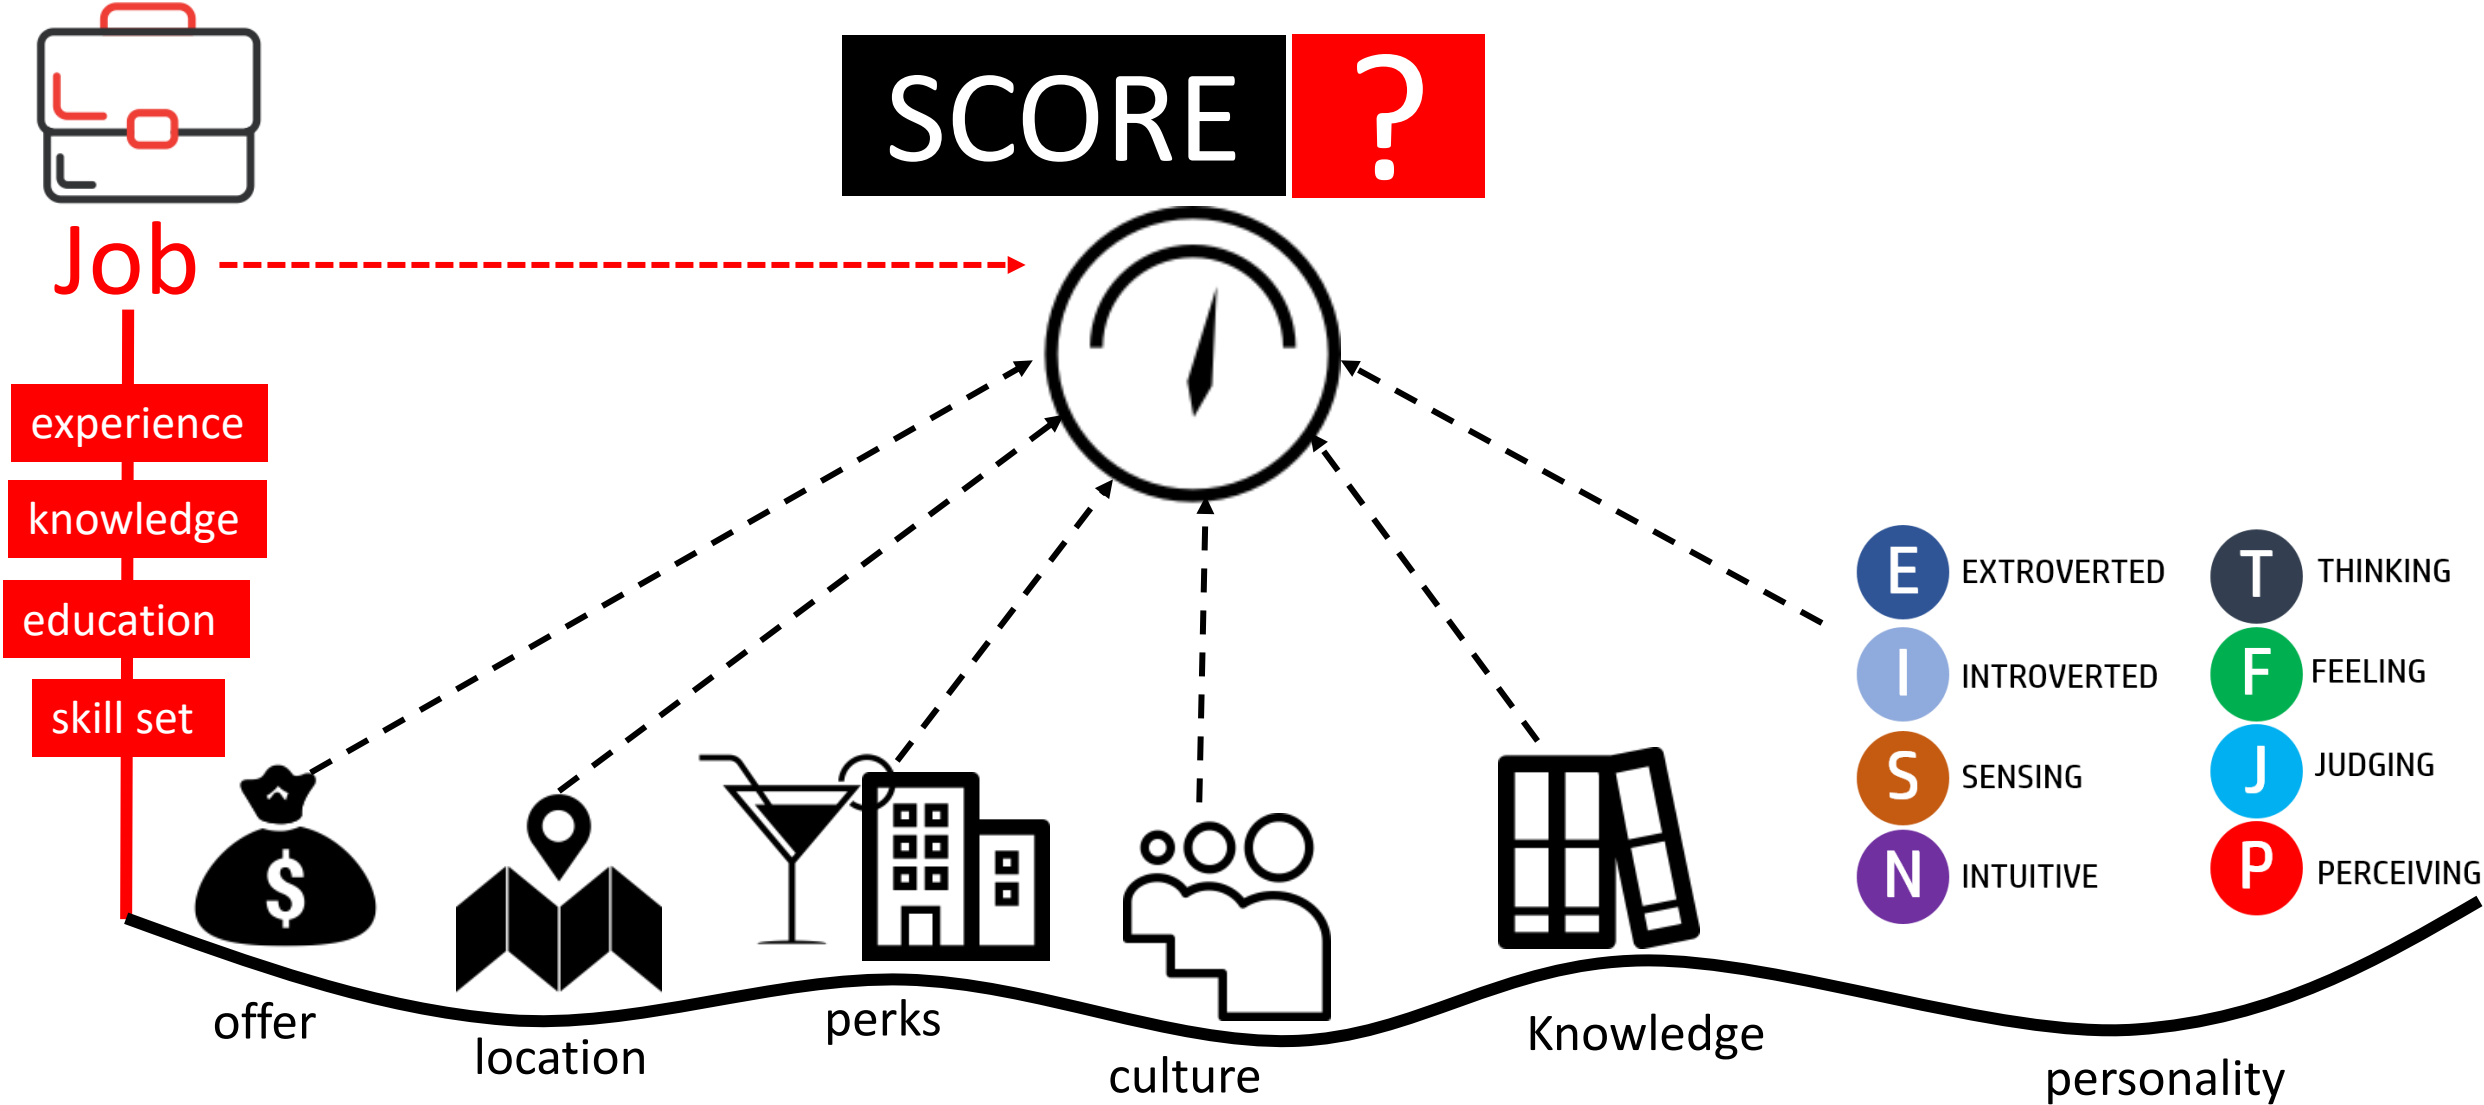 SCORE ?
Job
experience
knowledge
education
skill set
$
E EXTROVERTED
I INTROVERTED
S SENSING
N INTUITIVE
T THINKING
F FEELING
J JUDGING
P PERCEIVING
offer
location
perks
culture
Knowledge
personality